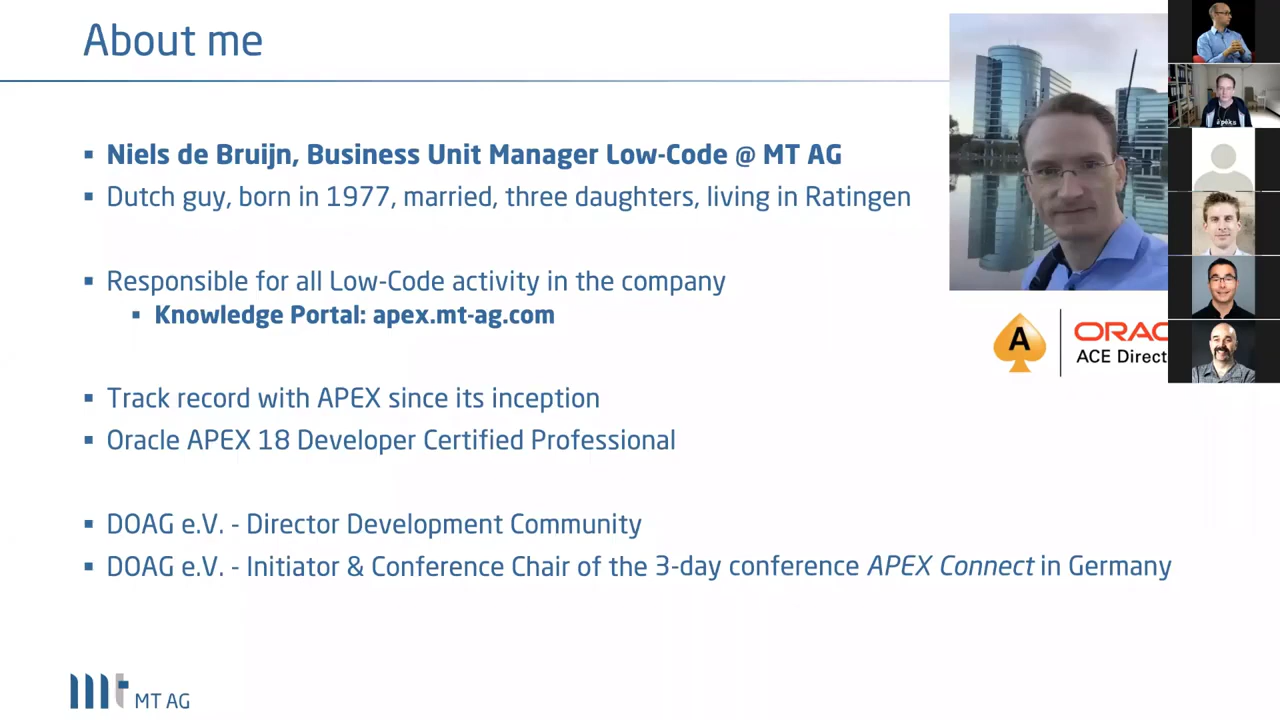 About me
Niels de Bruijn, Business Unit Manager Low-Code @ MT AG
Dutch guy, born in 1977, married, three daughters, living in Ratingen
Responsible for all Low-Code activity in the company
Knowledge Portal: apex.mt-ag.com
A
ORAC
ACE Direct
Track record with APEX since its inception
Oracle APEX 18 Developer Certified Professional
DOAG e.V. - Director Development Community
DOAG e.V. - Initiator & Conference Chair of the 3-day conference APEX Connect in Germany
mt MT AG